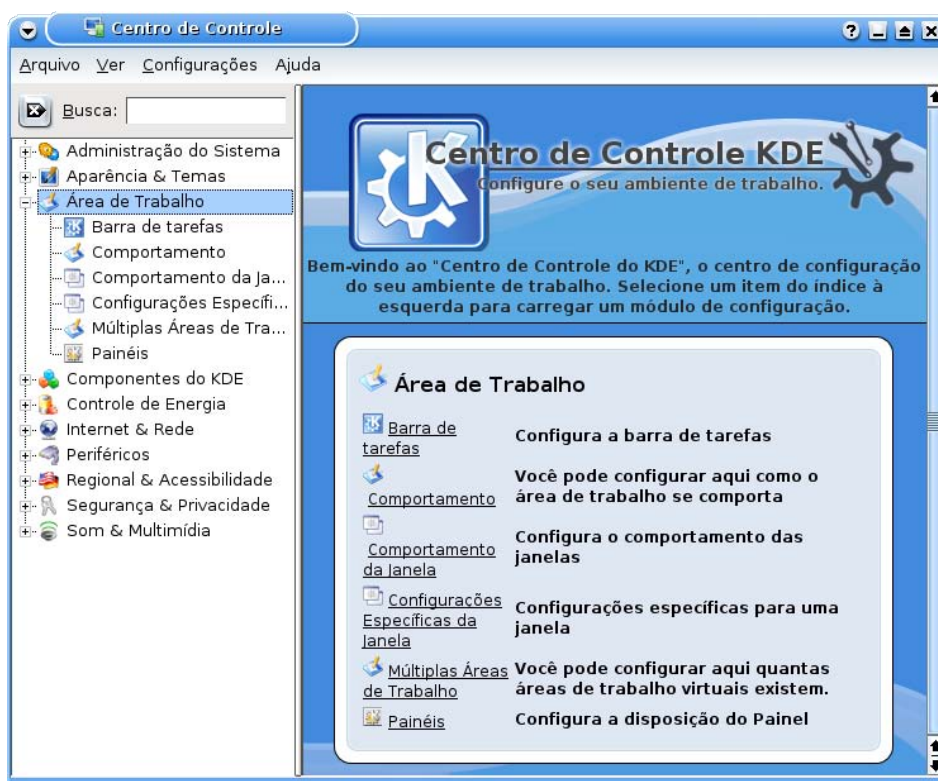 Centro de Controle
Arquivo Ver Configurações Ajuda
Busca:
Administração do Sistema
Aparência & Temas
Área de Trabalho
Barra de tarefas
Comportamento
Comportamento da Ja...
Configurações Específi...
Múltiplas Áreas de Tra...
Painéis
Componentes do KDE
Controle de Energia
Internet & Rede
Periféricos
Regional & Acessibilidade
Segurança & Privacidade
Som & Multimídia
Centro de Controle KDE
Configure o seu ambiente de trabalho.
Bem-vindo ao "Centro de Controle do KDE", o centro de configuração
do seu ambiente de trabalho. Selecione um item do índice à
esquerda para carregar um módulo de configuração.
Área de Trabalho
Barra de
tarefas
Configura a barra de tarefas
Comportamento
Você pode configurar aqui como o
área de trabalho se comporta
Comportamento
da Janela
Configura o comportamento das
janelas
Configurações
Específicas da
Janela
Configurações específicas para uma
janela
Múltiplas Áreas
de Trabalho
Você pode configurar aqui quantas
áreas de trabalho virtuais existem.
Painéis
Configura a disposição do Painel